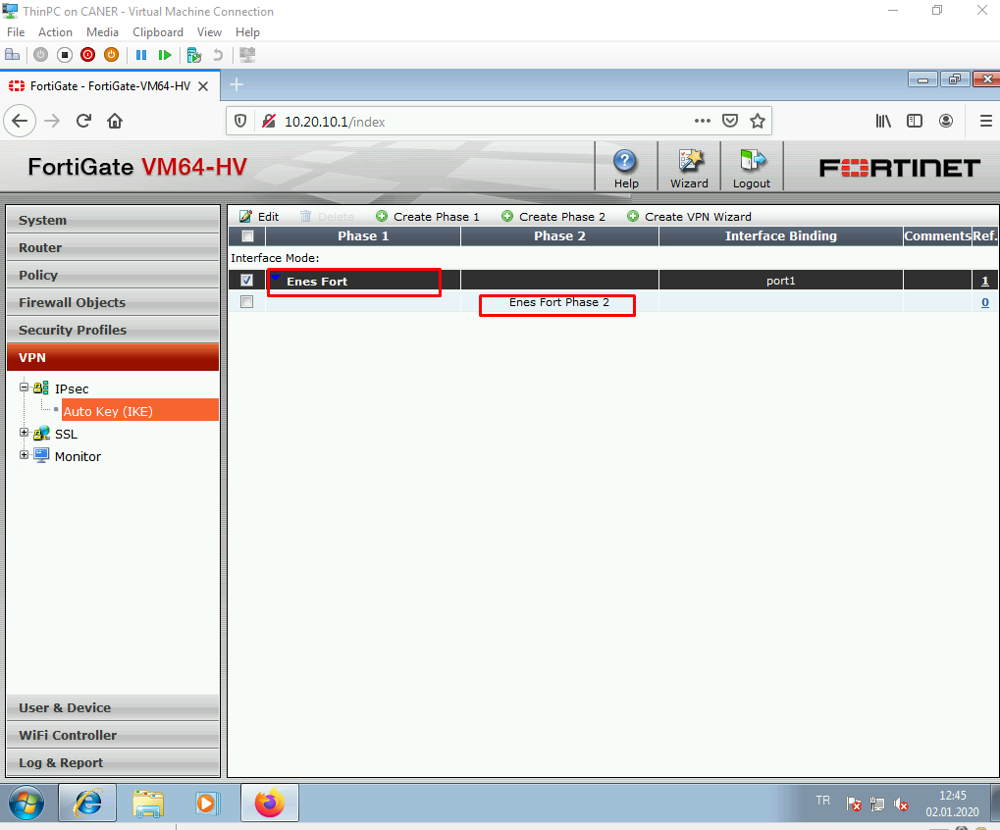 ThinPC on CANER - Virtual Machine Connection
File Action Media Clipboard View Help
FortiGate - FortiGate-VM64-HV
10.20.10.1/index
FortiGate VM64-HV
Help
Wizard
Logout
FORTINET
System
Router
Policy
Firewall Objects
Security Profiles
VPN
IPsec
Auto Key (IKE)
SSL
Monitor
User & Device
WiFi Controller
Log & Report
Edit Delete Create Phase 1 Create Phase 2 Create VPN Wizard
Phase 1 Phase 2 Interface Binding Comments Ref.
Interface Mode:
Enes Fort port1 1
Enes Fort Phase 2 0
TR
12:45
02.01.2020